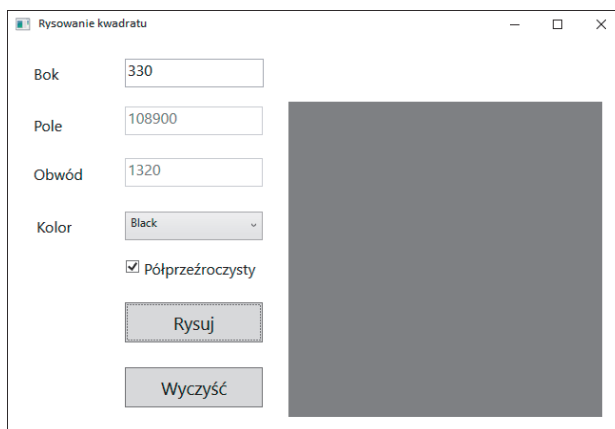 Rysowanie kwadratu
Bok 330
Pole 108900
Obwód 1320
Kolor Black
Półprzeźroczysty
Rysuj
Wyczyść